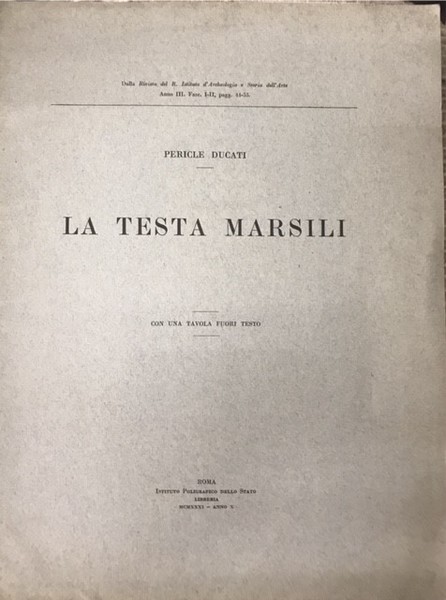 Dalla Rivista del R. Istituto d'Archeologia e Storia dell'Arte
Anno III. Fasc. I-II, pagg. 44-55.
PERICLE DUCATI
LA TESTA MARSILI
CON UNA TAVOLA FUORI TESTO
ROMA
ISTITUTO POLIGRAFICO DELLO STATO
LIBRERIA
MCMXXXI - ANNO